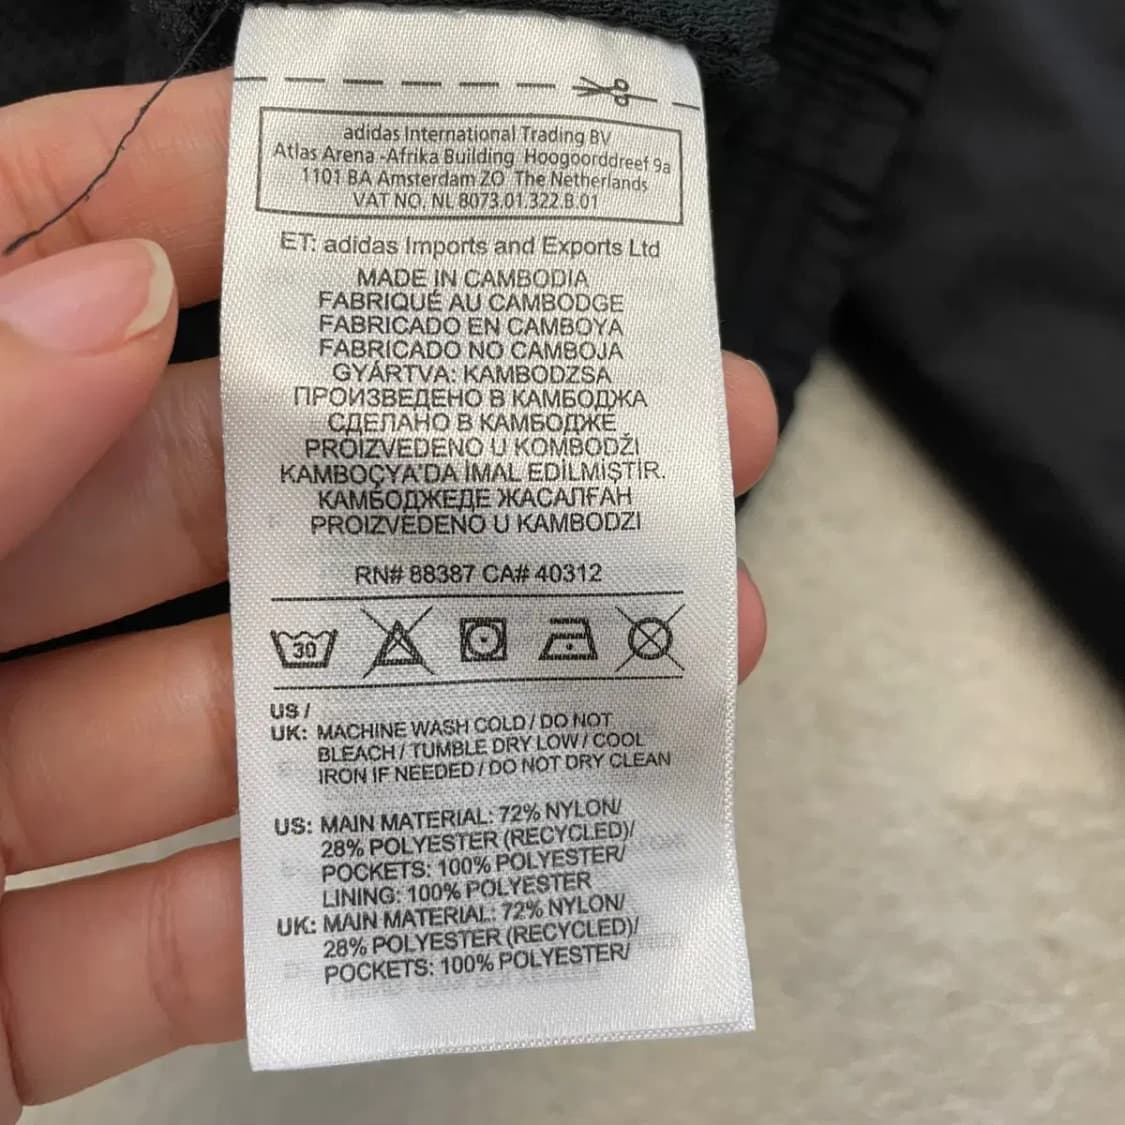 adidas International Trading BV
Atlas Arena -Afrika Building Hoogoorddreef 9a
1101 BA Amsterdam ZO The Netherlands
VAT NO. NL 8073.01.322.B.01
ET: adidas Imports and Exports Ltd
MADE IN CAMBODIA
FABRIQUÉ AU CAMBODGE
FABRICADO EN CAMBOYA
FABRICADO NO CAMBOJA
GYÁRTVA: KAMBODZSA
ПРОИЗВЕДЕНО В КАМБОДЖА
СДЕЛАНО В КАМБОДЖЕ
PROIZVEDENO U KOMBODŽI
KAMBOÇYA'DA İMAL EDİLMİŞTİR.
КАМБОДЖЕДЕ ЖАСАЛҒАН
PROIZVEDENO U KAMBODZI
RN# 88387 CA# 40312
30
US /
UK: MACHINE WASH COLD / DO NOT
BLEACH / TUMBLE DRY LOW / COOL
IRON IF NEEDED / DO NOT DRY CLEAN
US: MAIN MATERIAL: 72% NYLON/
28% POLYESTER (RECYCLED)/
POCKETS: 100% POLYESTER/
LINING: 100% POLYESTER
UK: MAIN MATERIAL: 72% NYLON/
28% POLYESTER (RECYCLED)/
POCKETS: 100% POLYESTER/